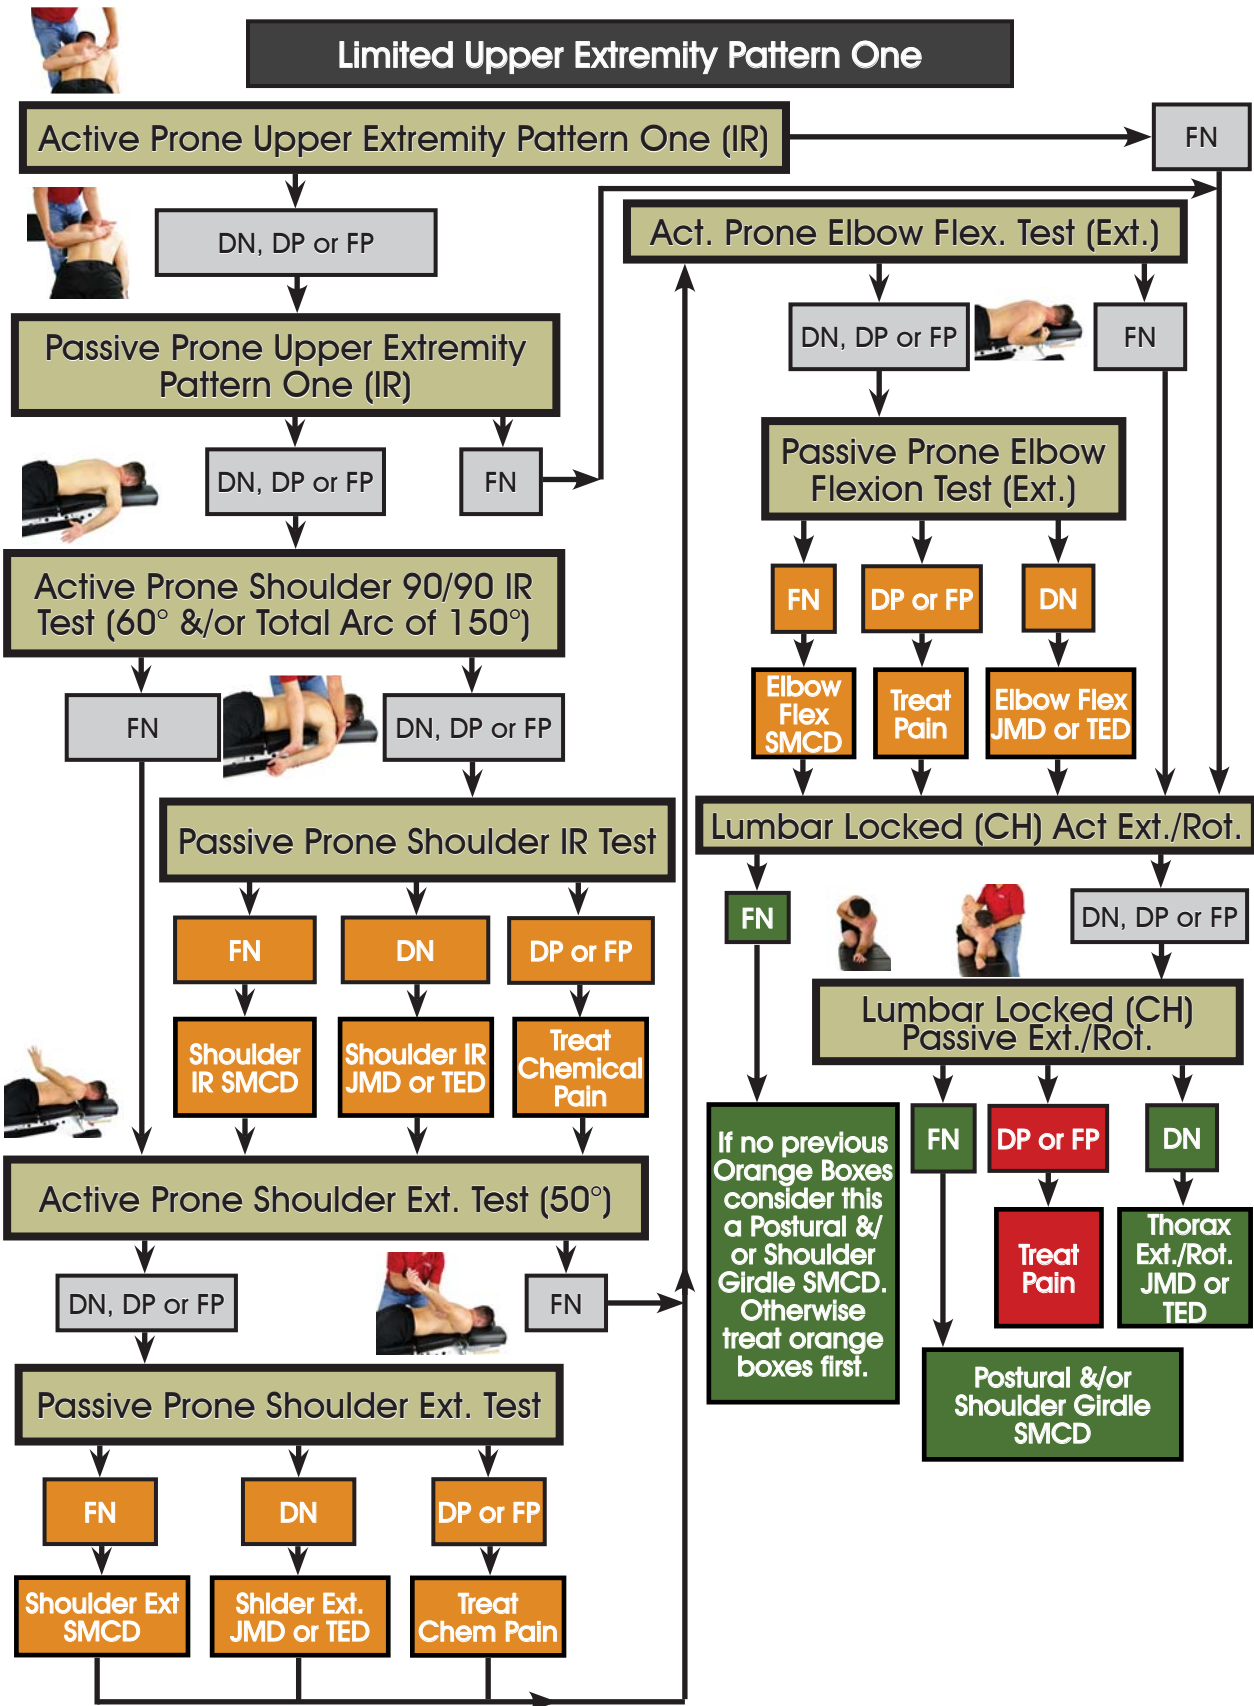 Limited Upper Extremity Pattern One
Active Prone Upper Extremity Pattern One (IR)
FN
DN, DP or FP
Passive Prone Upper Extremity
Pattern One (IR)
DN, DP or FP
FN
Active Prone Shoulder 90/90 IR
Test (60° &/or Total Arc of 150°)
FN
DN, DP or FP
Passive Prone Shoulder IR Test
FN
DN
DP or FP
Shoulder
IR SMCD
Shoulder IR
JMD or TED
Treat
Chemical
Pain
Active Prone Shoulder Ext. Test (50°)
DN, DP or FP
FN
Passive Prone Shoulder Ext. Test
FN
DN
DP or FP
Shoulder Ext
SMCD
Shlder Ext.
JMD or TED
Treat
Chem Pain
Act. Prone Elbow Flex. Test (Ext.)
DN, DP or FP
FN
Passive Prone Elbow
Flexion Test (Ext.)
FN
DP or FP
DN
Elbow
Flex
SMCD
Treat
Pain
Elbow Flex
JMD or TED
Lumbar Locked (CH) Act Ext./Rot.
FN
DN, DP or FP
Lumbar Locked (CH)
Passive Ext./Rot.
FN
DP or FP
DN
If no previous
Orange Boxes
consider this
a Postural &/
or Shoulder
Girdle SMCD.
Otherwise
treat orange
boxes first.
Treat
Pain
Thorax
Ext./Rot.
JMD or
TED
Postural &/or
Shoulder Girdle
SMCD